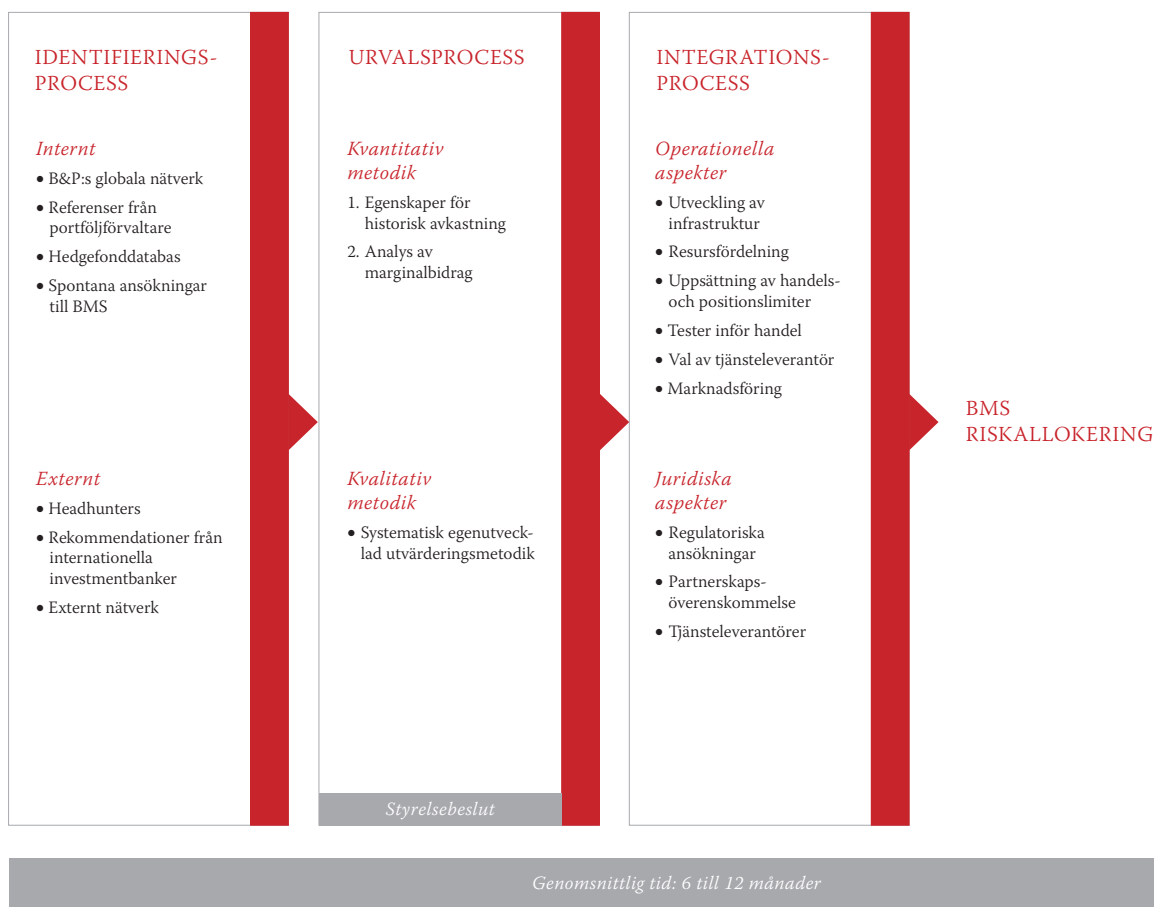 IDENTIFIERINGS-
PROCESS
Internt
• B&P:s globala nätverk
• Referenser från
portföljförvaltare
• Hedgefonddatabas
• Spontana ansökningar
till BMS
Externt
• Headhunters
• Rekommendationer från
internationella
investmentbanker
• Externt nätverk
URVALSPROCESS
Kvantitativ
metodik
1. Egenskaper för
historisk avkastning
2. Analys av
marginalbidrag
Kvalitativ
metodik
• Systematisk egenutveck-
lad utvärderingsmetodik
Styrelsebeslut
INTEGRATIONS-
PROCESS
Operationella
aspekter
• Utveckling av
infrastruktur
• Resursfördelning
• Uppsättning av handels-
och positionslimiter
• Tester inför handel
• Val av tjänsteleverantör
• Marknadsföring
Juridiska
aspekter
• Regulatoriska
ansökningar
• Partnerskaps-
överenskommelse
• Tjänsteleverantörer
BMS
RISKALLOKERING
Genomsnittlig tid: 6 till 12 månader